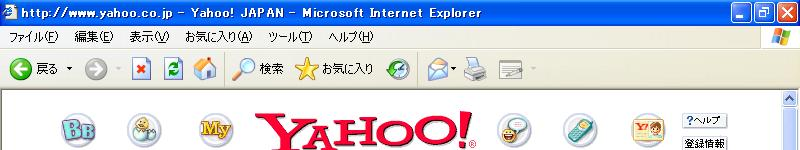 http://www.yahoo.co.jp - Yahoo! JAPAN - Microsoft Internet Explorer
ファイル(F) 編集(E) 表示(V) お気に入り(A) ツール(T) ヘルプ(H)
戻る 検索 お気に入り
BB My YAHOO!® Y! ?ヘルプ
登録情報